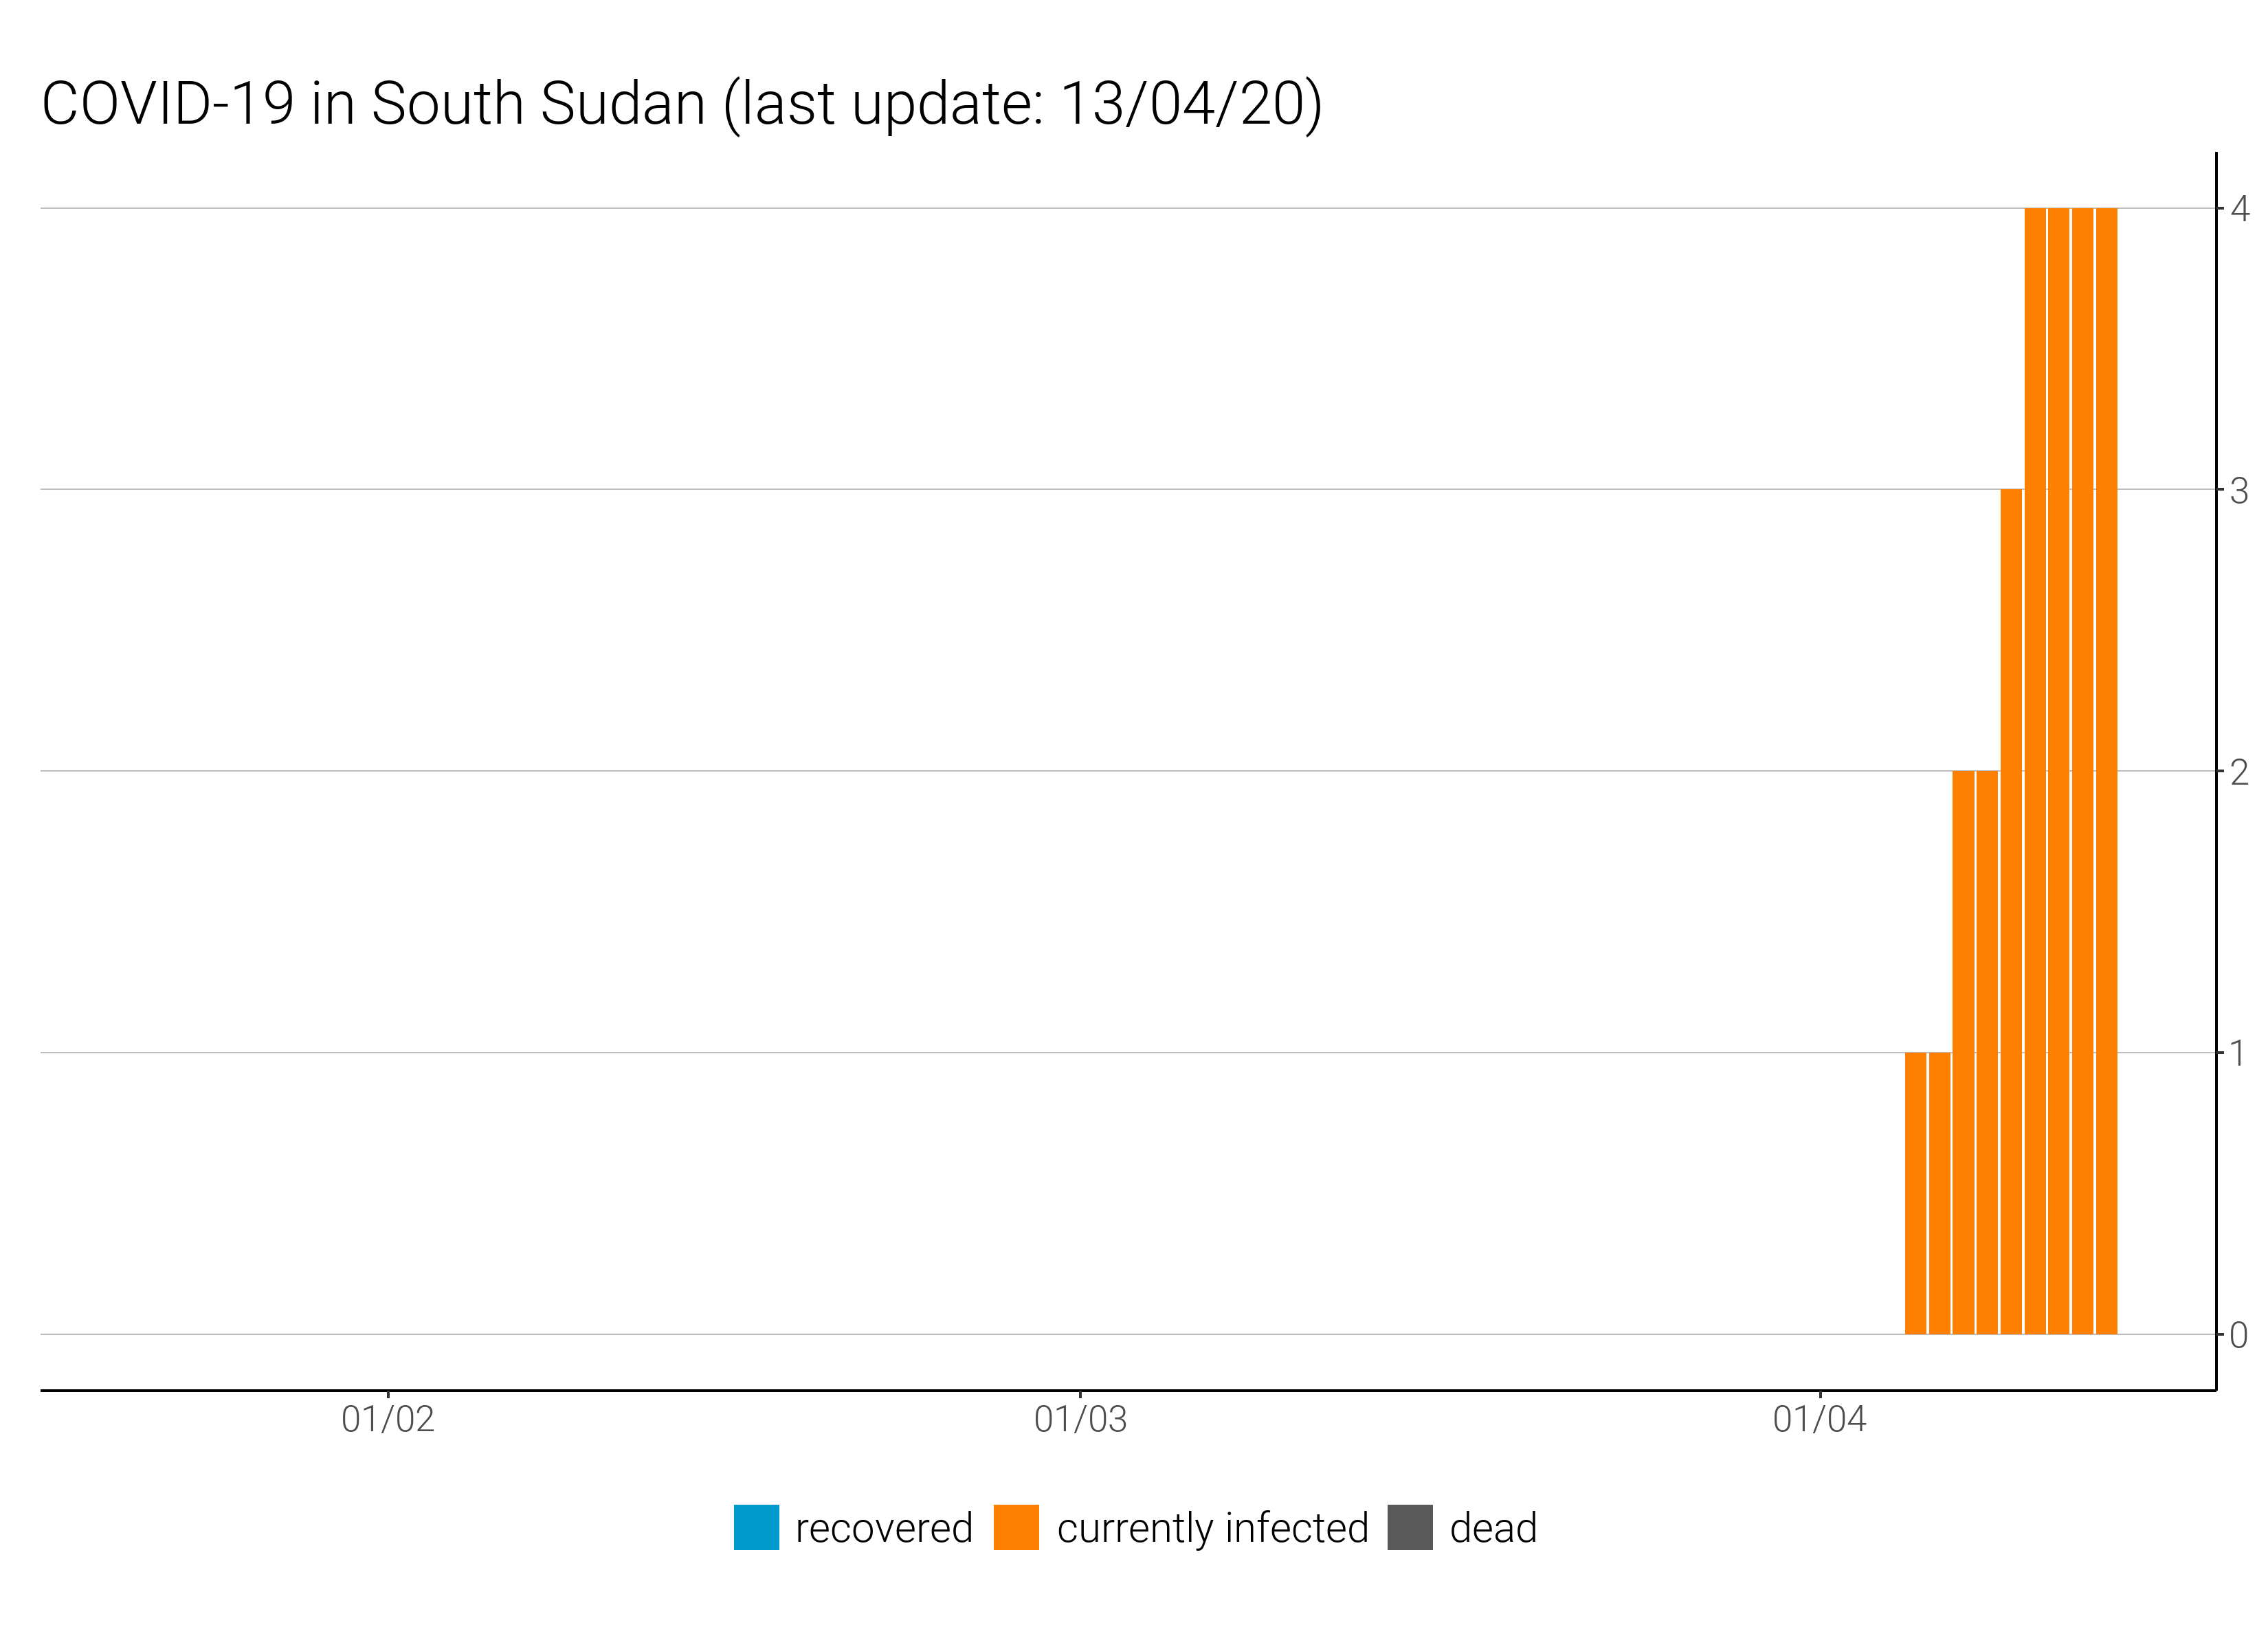 COVID-19 in South Sudan (last update: 13/04/20)
4
3
2
1
0
01/02 01/03 01/04
recovered currently infected dead